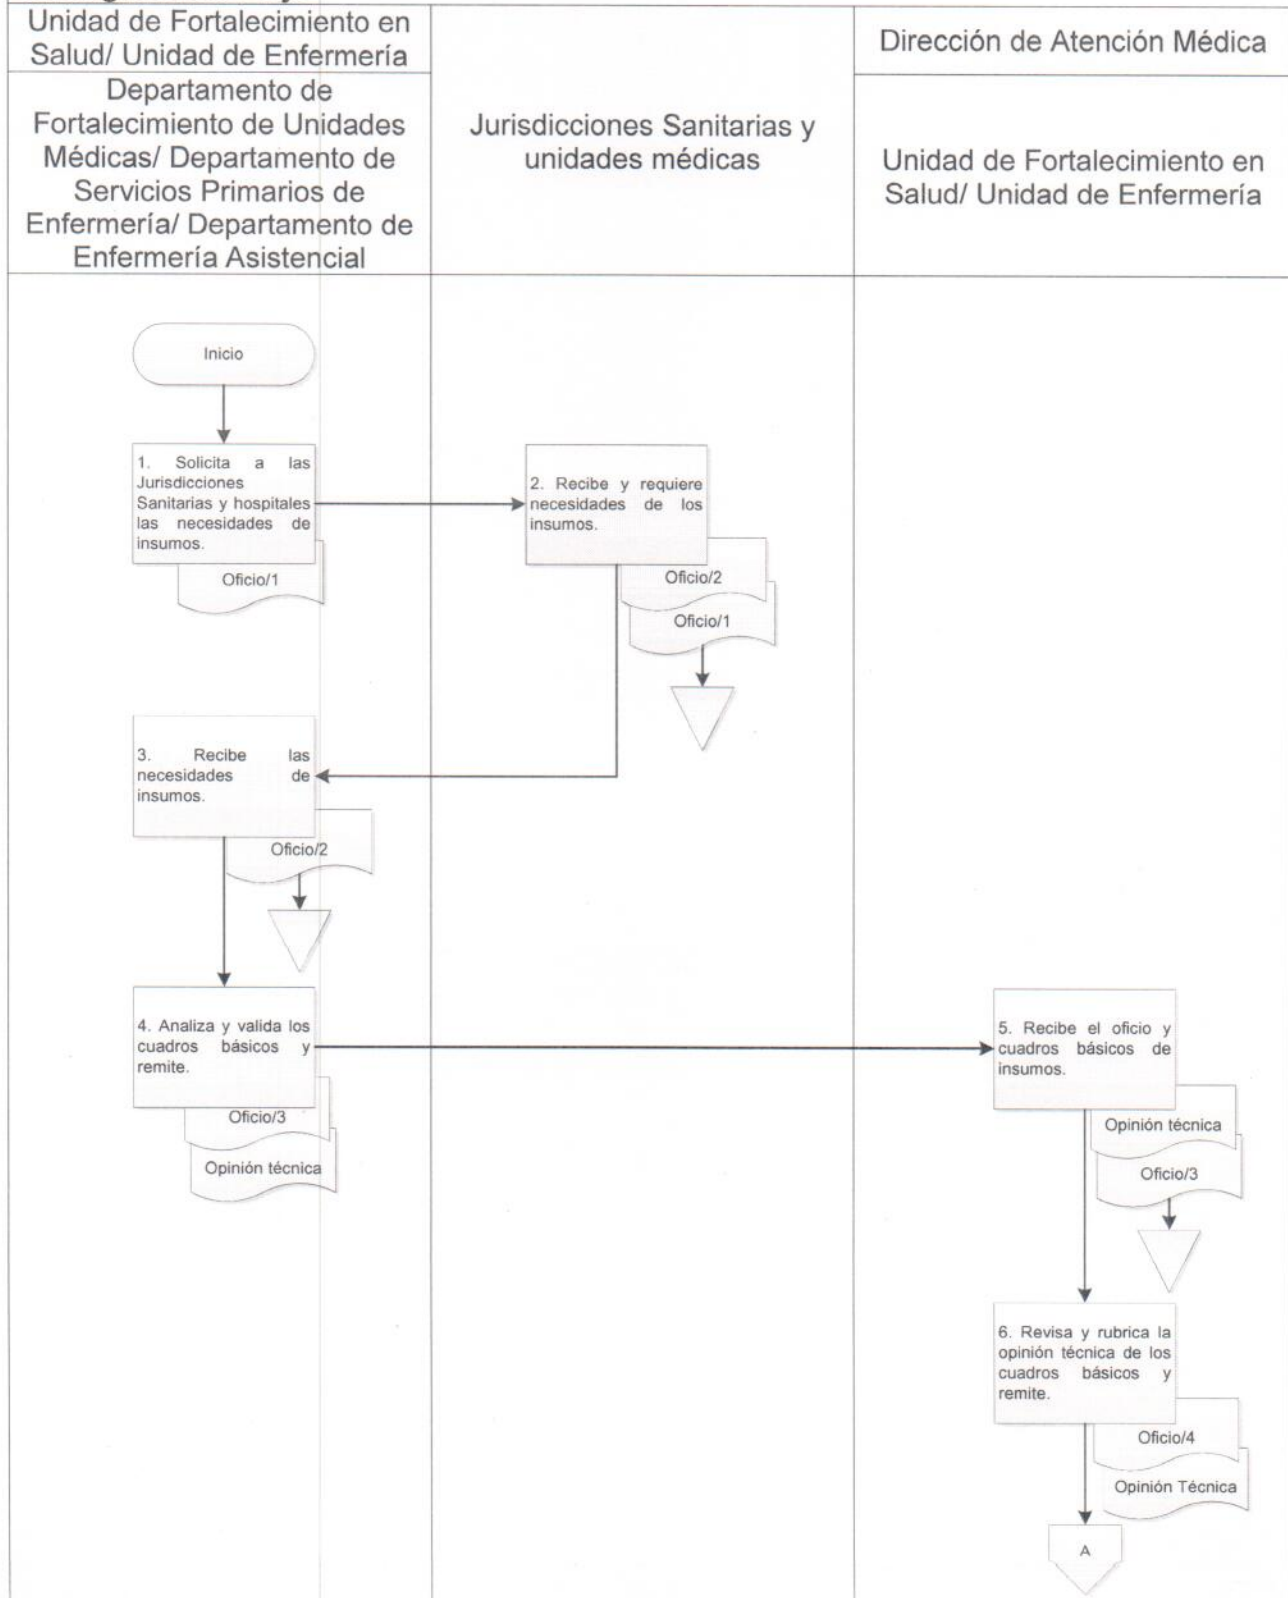 Unidad de Fortalecimiento en
Salud/ Unidad de Enfermería
Departamento de
Fortalecimiento de Unidades
Médicas/ Departamento de
Servicios Primarios de
Enfermería/ Departamento de
Enfermería Asistencial
Jurisdicciones Sanitarias y
unidades médicas
Dirección de Atención Médica
Unidad de Fortalecimiento en
Salud/ Unidad de Enfermería
Inicio
1. Solicita a las
Jurisdicciones
Sanitarias y hospitales
las necesidades de
insumos.
Oficio/1
2. Recibe y requiere
necesidades de los
insumos.
Oficio/2
Oficio/1
3. Recibe las
necesidades de
insumos.
Oficio/2
4. Analiza y valida los
cuadros básicos y
remite.
Oficio/3
Opinión técnica
5. Recibe el oficio y
cuadros básicos de
insumos.
Opinión técnica
Oficio/3
6. Revisa y rubrica la
opinión técnica de los
cuadros básicos y
remite.
Oficio/4
Opinión Técnica
A